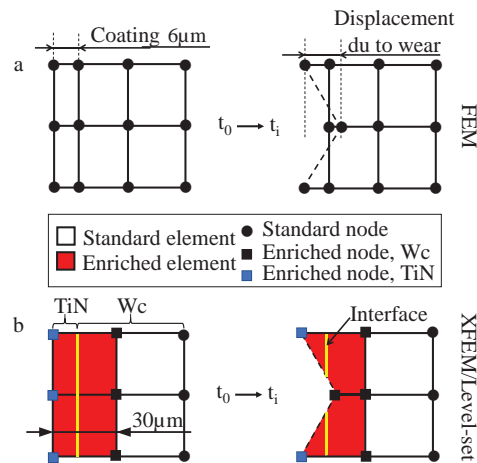 Coating 6μm
Displacement
du to wear
a
t0 → ti
FEM
Standard element
Enriched element
Standard node
Enriched node, Wc
Enriched node, TiN
b
TiN
Wc
Interface
t0 → ti
30μm
XFEM/Level-set